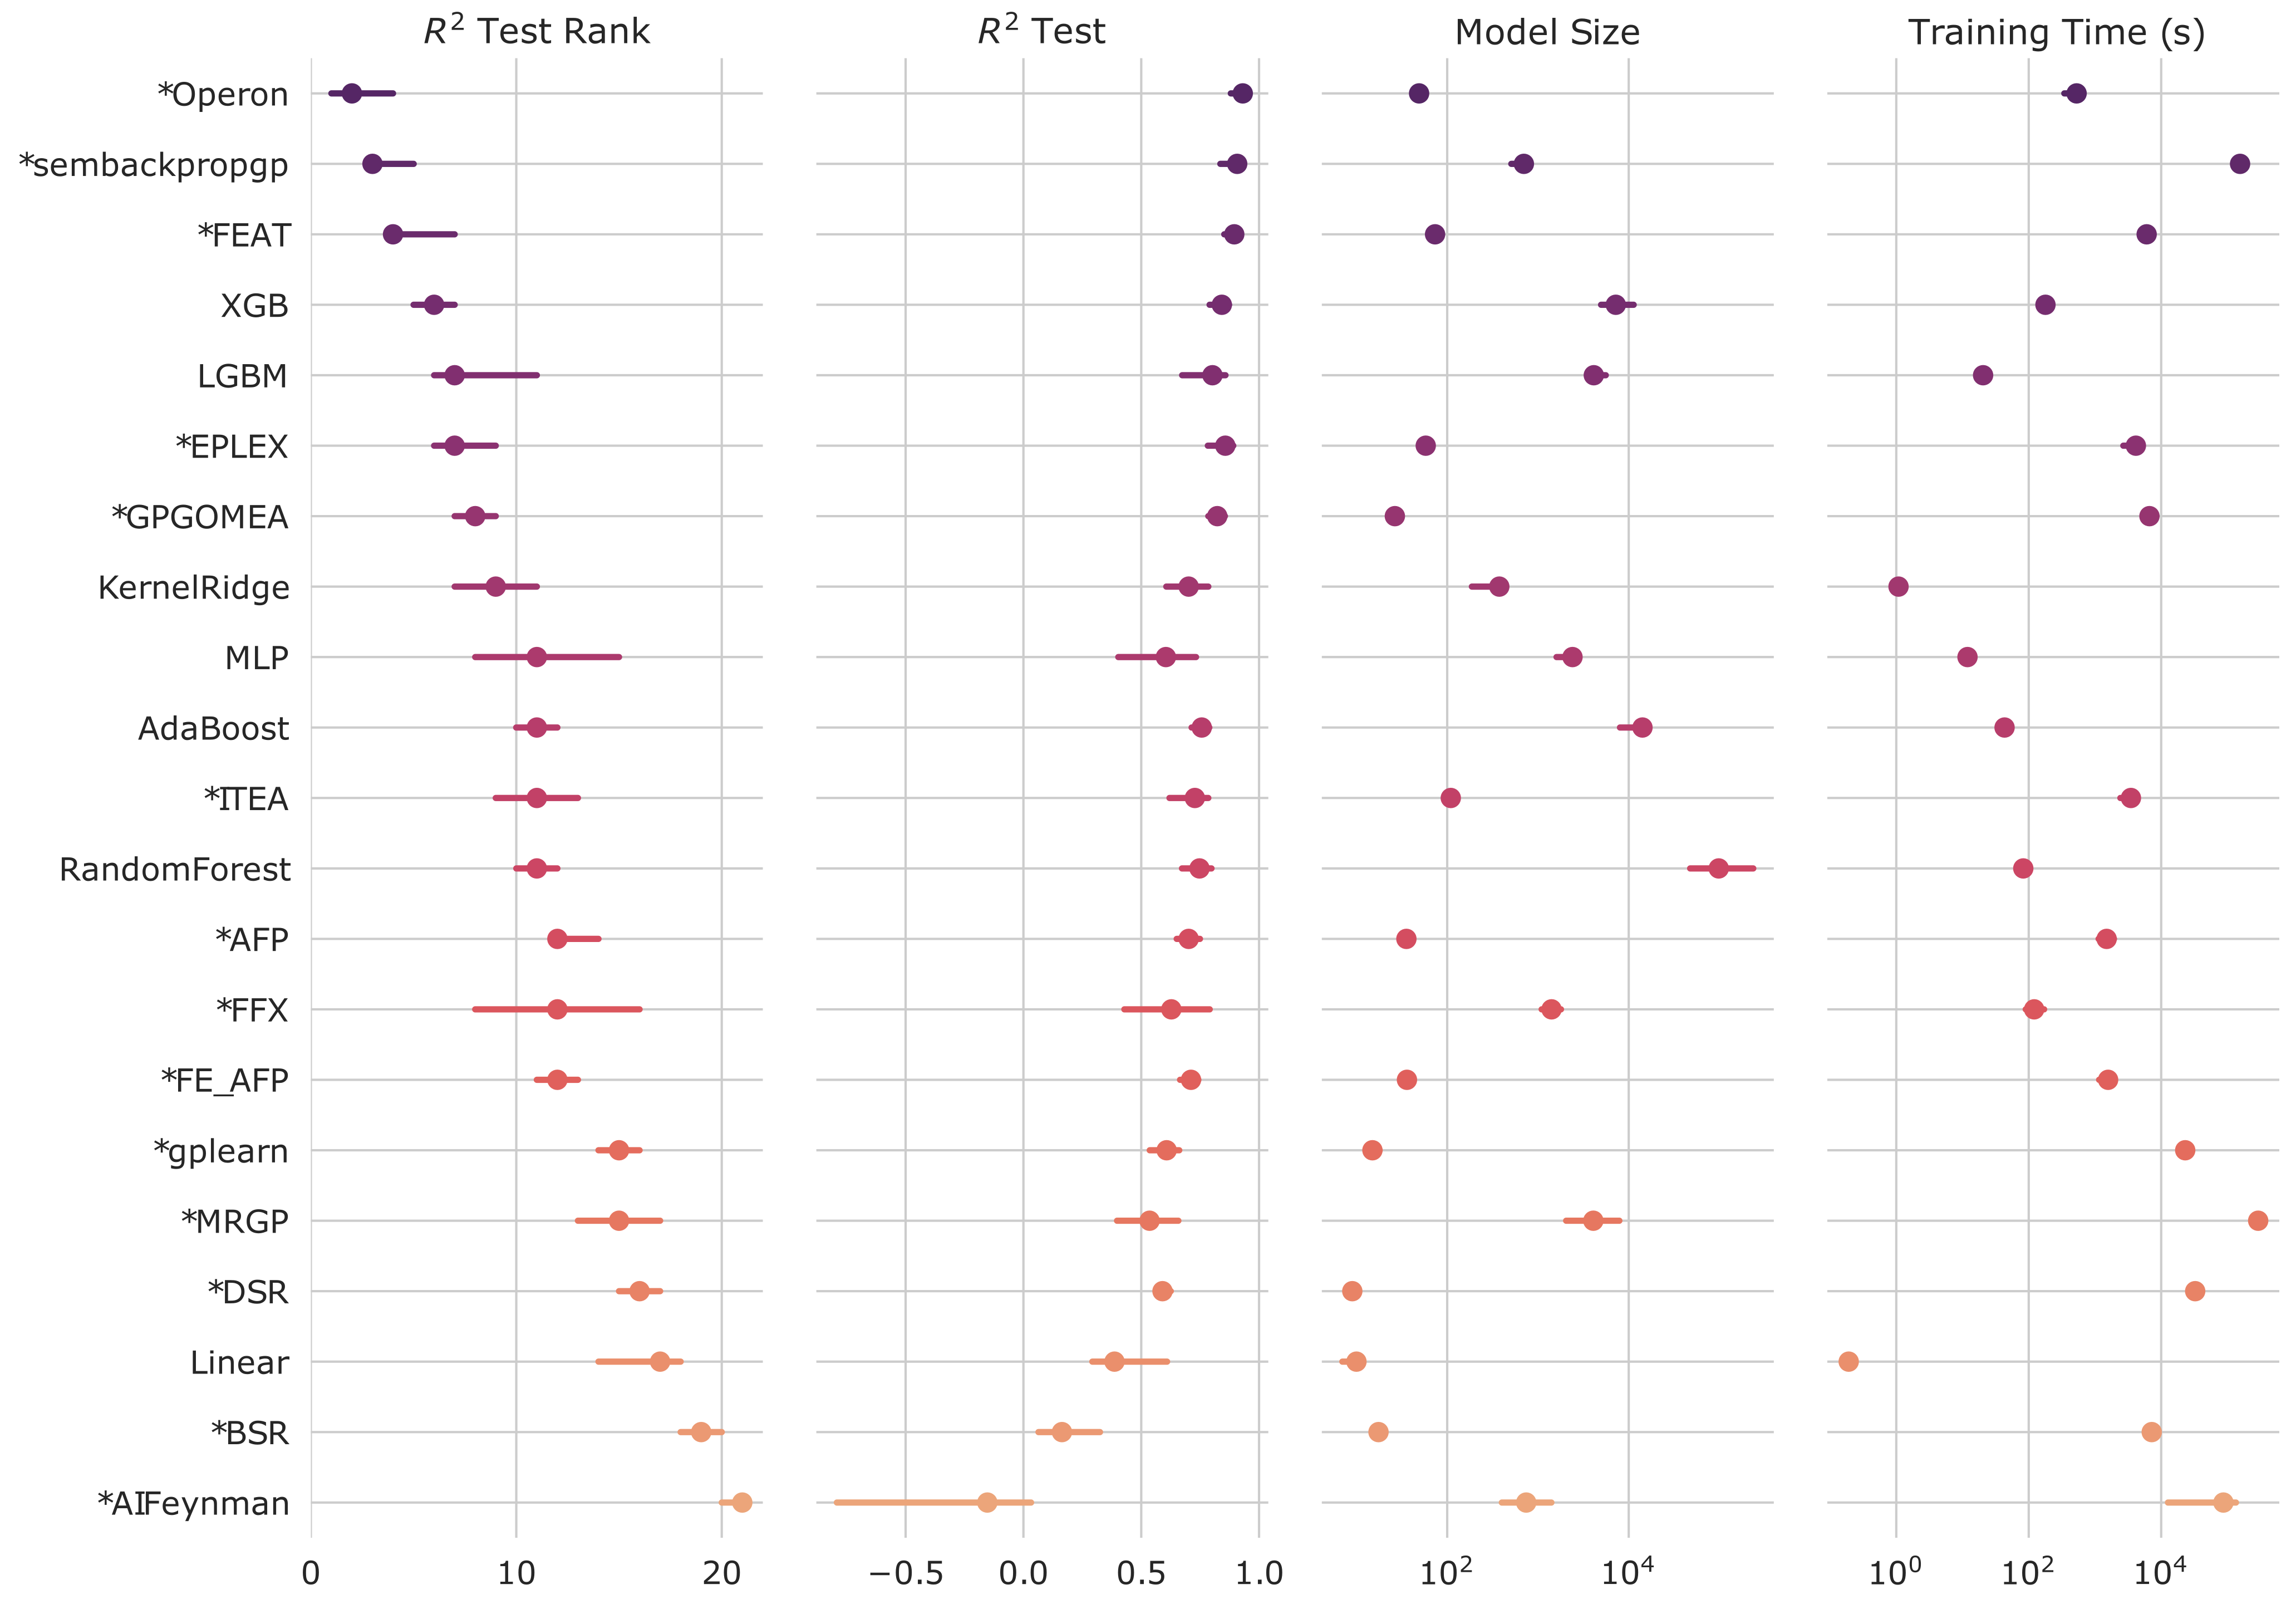 R² Test Rank R² Test Model Size Training Time (s)
*Operon
*sembackpropgp
*FEAT
XGB
LGBM
*EPLEX
*GPGOMEA
KernelRidge
MLP
AdaBoost
*ITEA
RandomForest
*AFP
*FFX
*FE_AFP
*gplearn
*MRGP
*DSR
Linear
*BSR
*AIFeynman
0 10 20 −0.5 0.0 0.5 1.0 10² 10⁴ 10⁰ 10² 10⁴